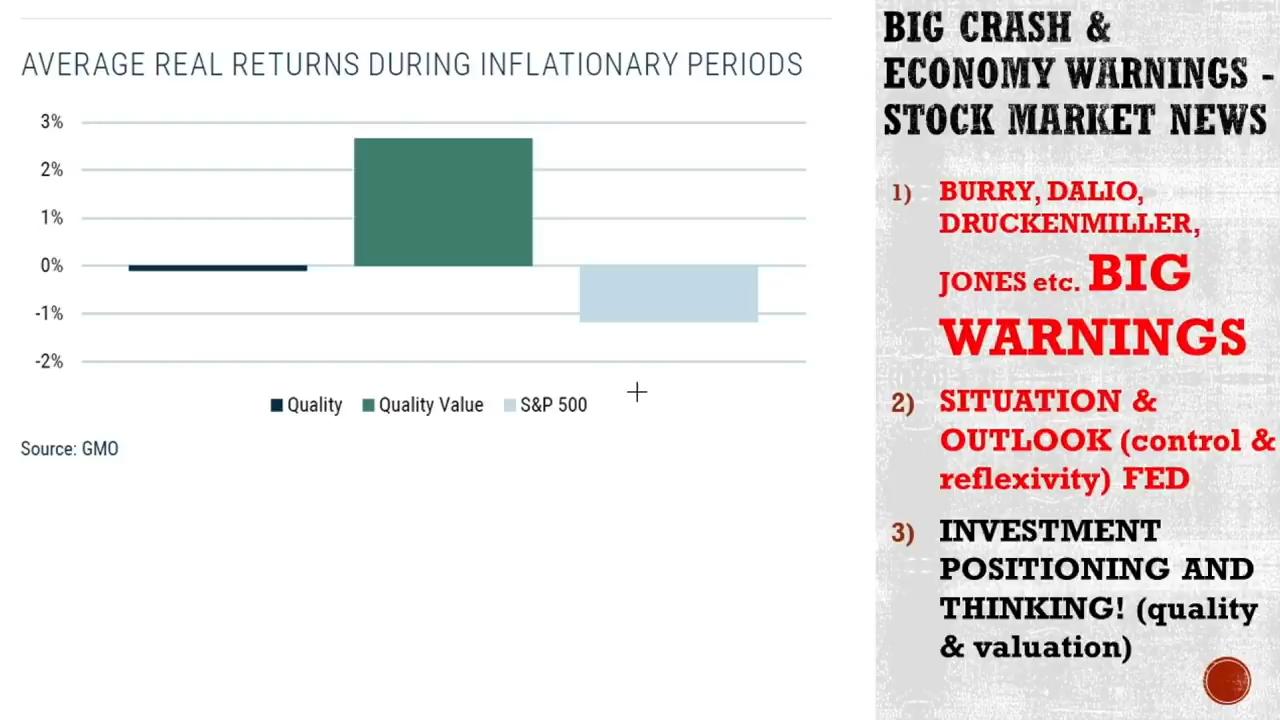 AVERAGE REAL RETURNS DURING INFLATIONARY PERIODS
3%
2%
1%
0%
-1%
-2%
Quality Quality Value S&P 500
Source: GMO
BIG CRASH &
ECONOMY WARNINGS -
STOCK MARKET NEWS
1) BURRY, DALIO,
DRUCKENMILLER,
JONES etc. BIG
WARNINGS
2) SITUATION &
OUTLOOK (control &
reflexivity) FED
3) INVESTMENT
POSITIONING AND
THINKING! (quality
& valuation)